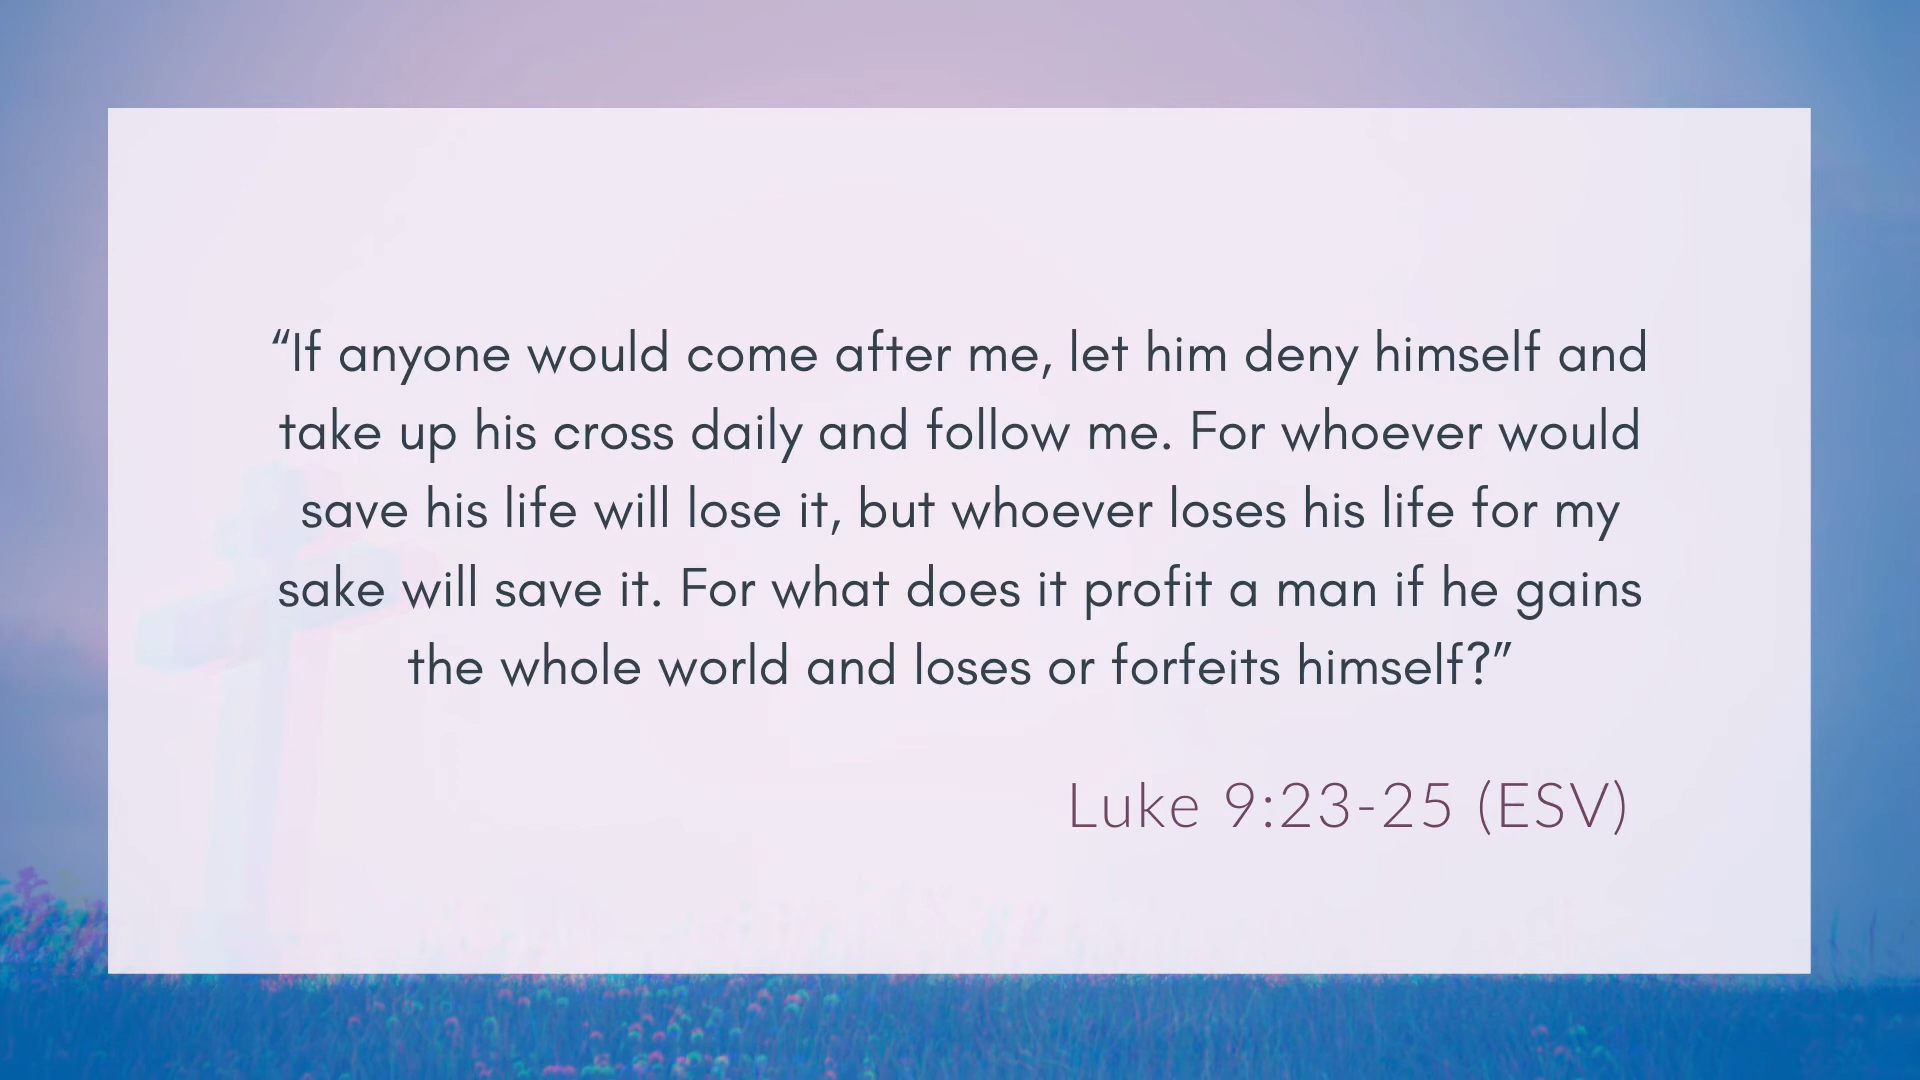 “If anyone would come after me, let him deny himself and
take up his cross daily and follow me. For whoever would
save his life will lose it, but whoever loses his life for my
sake will save it. For what does it profit a man if he gains
the whole world and loses or forfeits himself?”
Luke 9:23-25 (ESV)